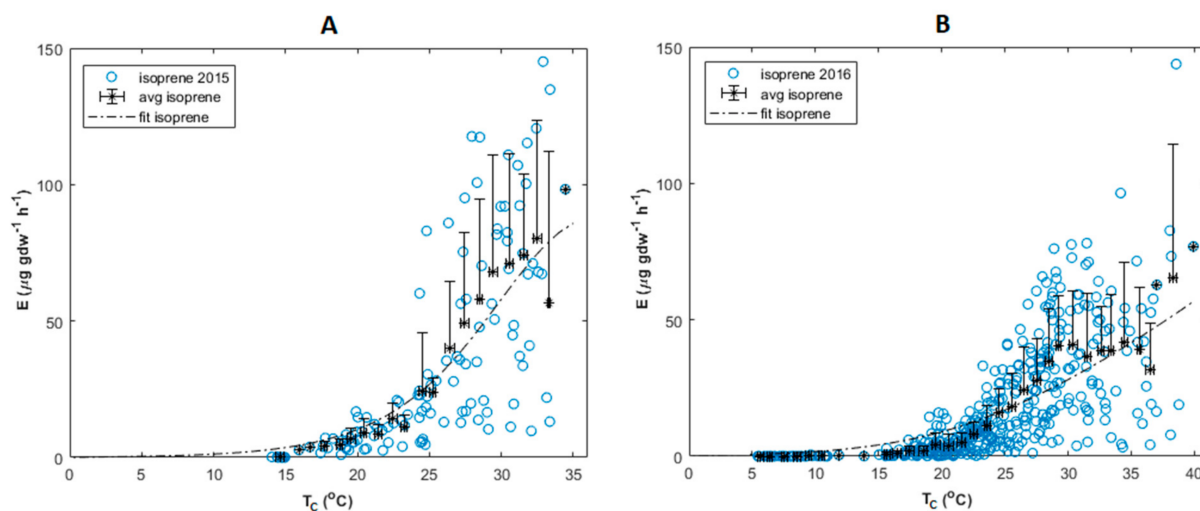 A
150
100
50
0
E (μg gdw⁻¹ h⁻¹)
isoprene 2015
avg isoprene
fit isoprene
0 5 10 15 20 25 30 35
T_C (°C)
B
150
100
50
0
E (μg gdw⁻¹ h⁻¹)
isoprene 2016
avg isoprene
fit isoprene
0 5 10 15 20 25 30 35 40
T_C (°C)